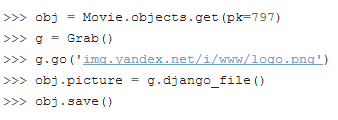 >>> obj = Movie.objects.get(pk=797)
>>> g = Grab()
>>> g.go('img.yandex.net/i/www/logo.png')
>>> obj.picture = g.django_file()
>>> obj.save()